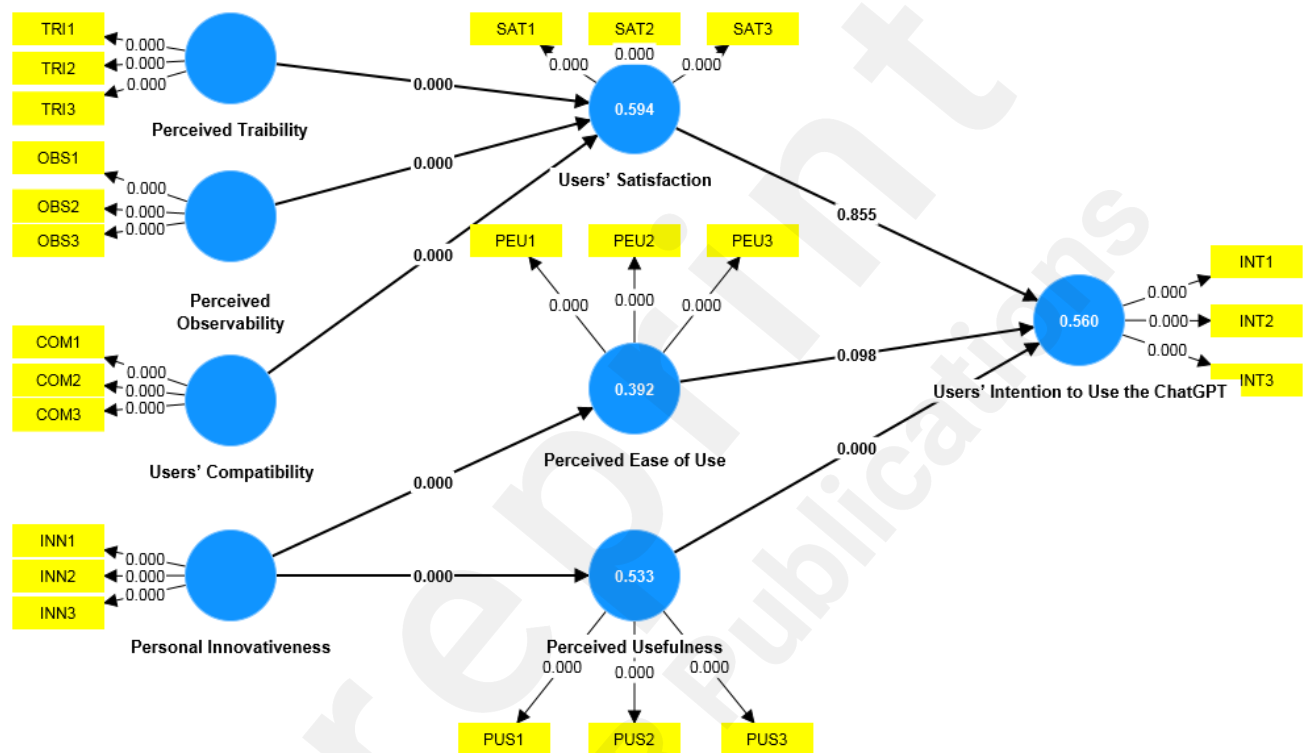 TRI1
0.000
TRI2
0.000
0.000
TRI3
Perceived Traibility
0.000
SAT1
SAT2
SAT3
0.000
0.000
0.000
0.594
Users' Satisfaction
OBS1
0.000
OBS2
0.000
OBS3
0.000
Perceived
Observability
0.000
0.855
PEU1
PEU2
PEU3
0.000
0.000
0.000
0.000
0.392
Perceived Ease of Use
0.098
COM1
0.000
COM2
0.000
COM3
0.000
Users' Compatibility
0.000
INT1
0.000
INT2
0.000
INT3
0.000
0.560
Users' Intention to Use the ChatGPT
0.000
INN1
0.000
INN2
0.000
INN3
0.000
Personal Innovativeness
0.000
0.533
Perceived Usefulness
0.000
0.000
0.000
PUS1
PUS2
PUS3
reprint
Publications